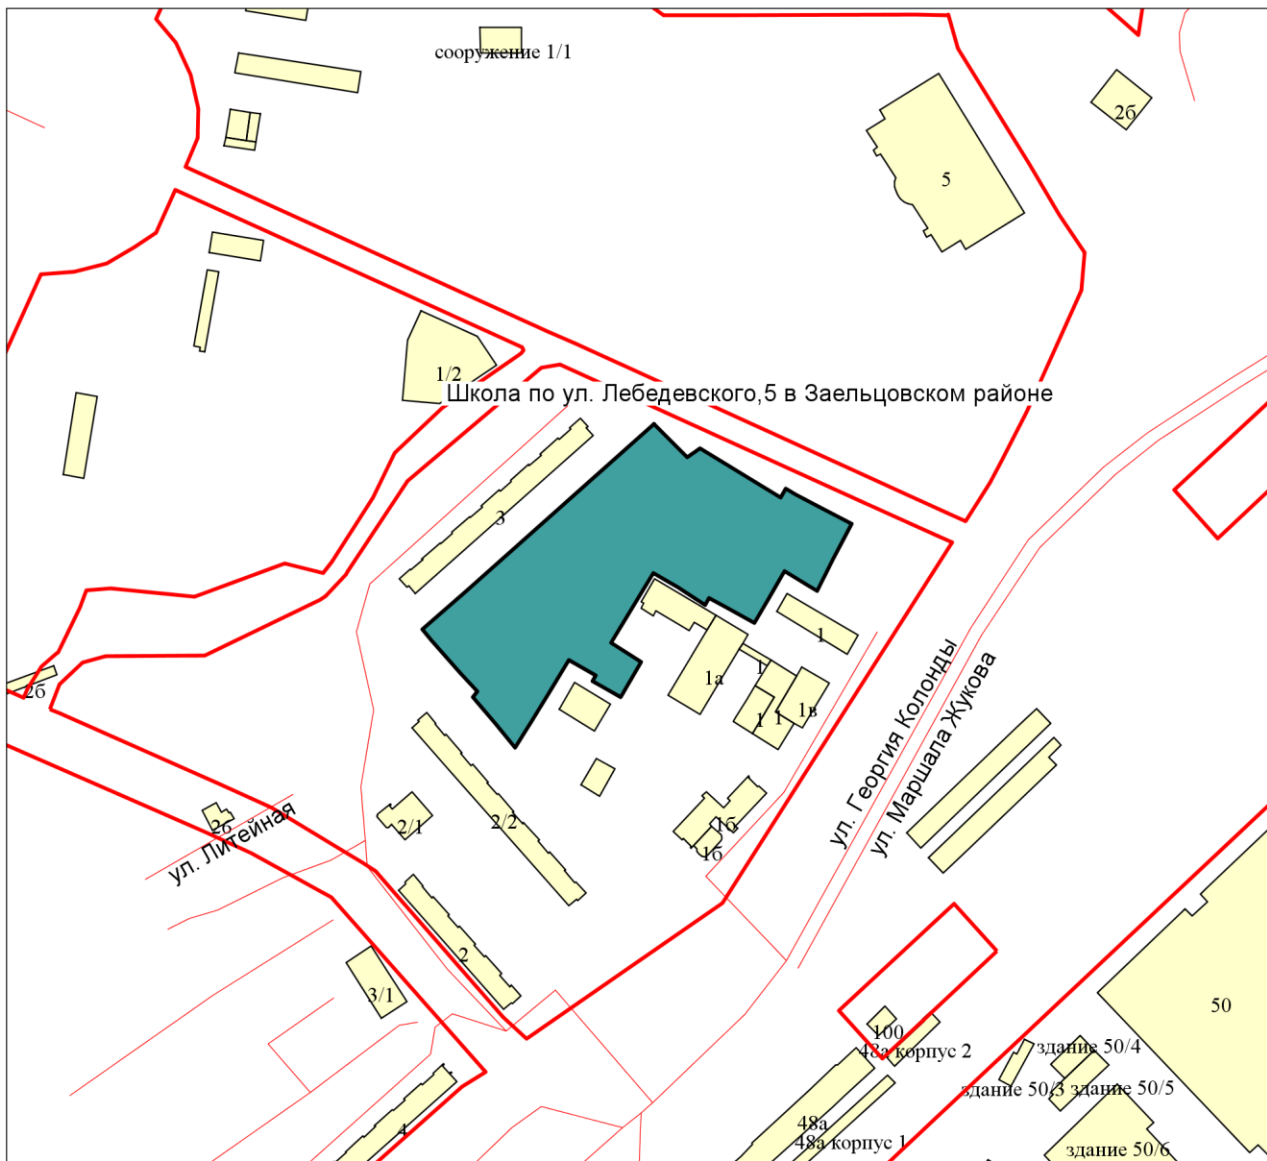 сооружение 1/1
2б
5
1/2
Школа по ул. Лебедевского,5 в Заельцовском районе
3
1
1
1а
1в
1
1
2б
ул. Георгия Колонды
ул. Маршала Жукова
2б
ул. Литейная
2/1
2/2
1б
1б
2
3/1
50
100
48а корпус 2
здание 50/4
здание 50/3
здание 50/5
48а
48а корпус 1
4
здание 50/6